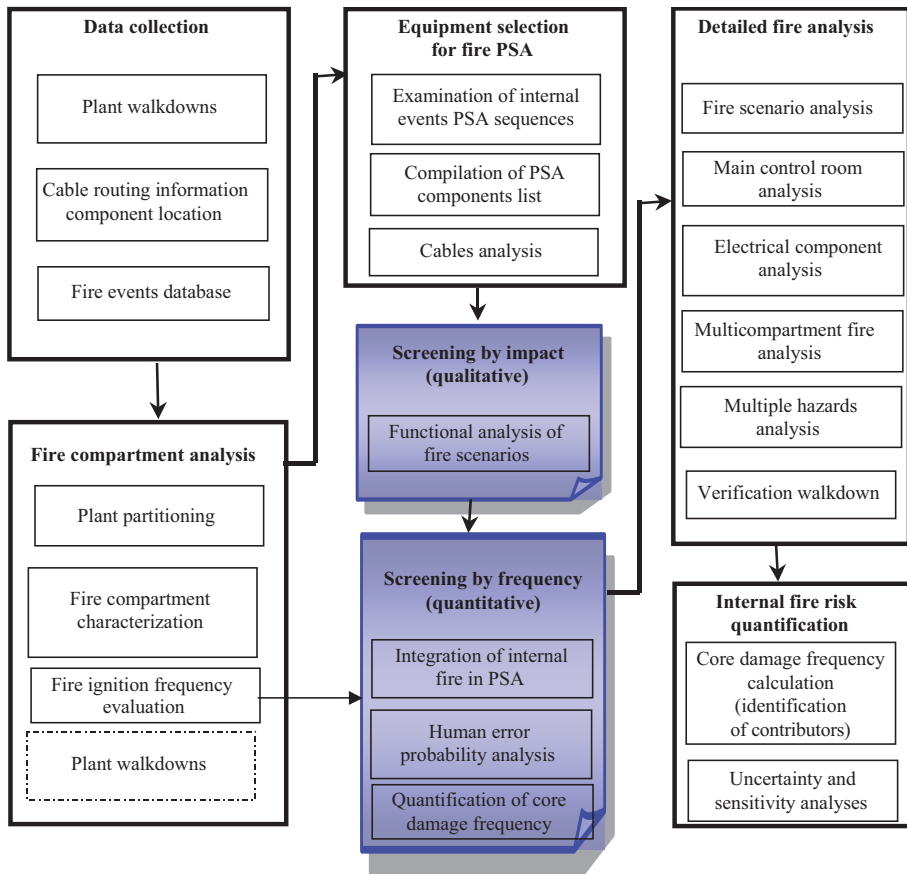 Data collection
Plant walkdowns
Cable routing information
component location
Fire events database
Fire compartment analysis
Plant partitioning
Fire compartment
characterization
Fire ignition frequency
evaluation
Plant walkdowns
Equipment selection
for fire PSA
Examination of internal
events PSA sequences
Compilation of PSA
components list
Cables analysis
Screening by impact
(qualitative)
Functional analysis of
fire scenarios
Screening by frequency
(quantitative)
Integration of internal
fire in PSA
Human error
probability analysis
Quantification of core
damage frequency
Detailed fire analysis
Fire scenario analysis
Main control room
analysis
Electrical component
analysis
Multicompartment fire
analysis
Multiple hazards
analysis
Verification walkdown
Internal fire risk
quantification
Core damage frequency
calculation
(identification
of contributors)
Uncertainty and
sensitivity analyses